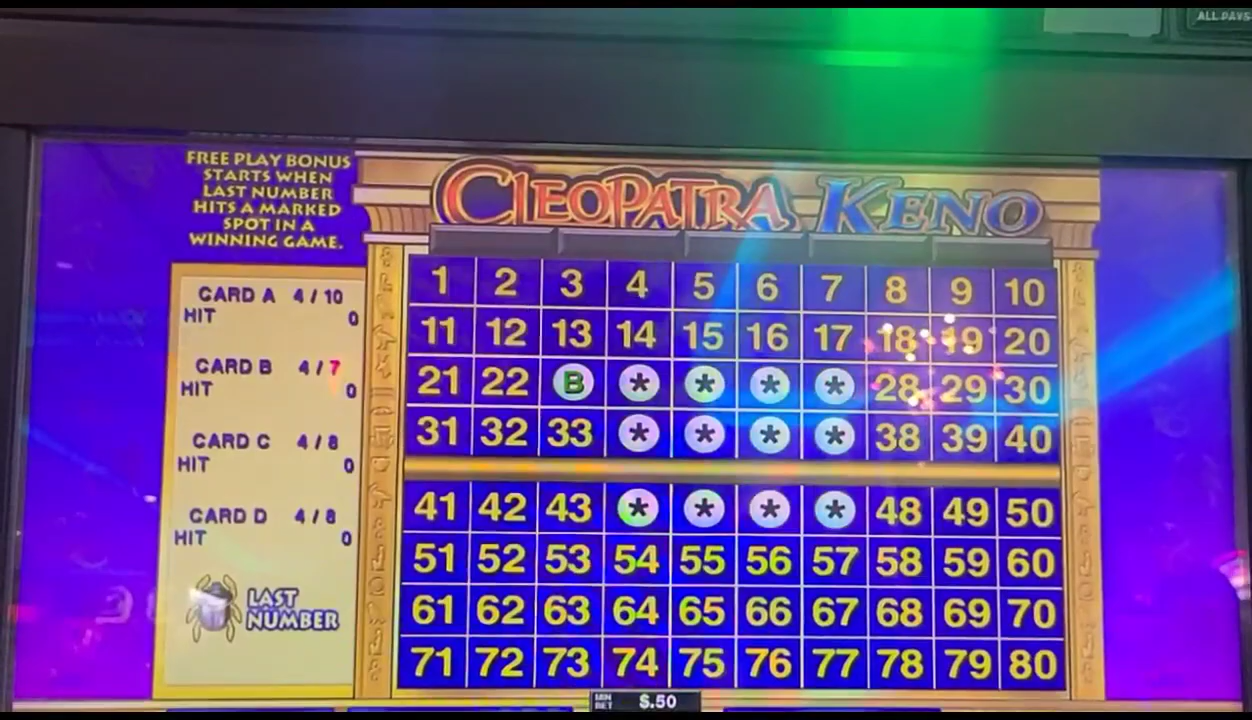 ALL PAYS
FREE PLAY BONUS
STARTS WHEN
LAST NUMBER
HITS A MARKED
SPOT IN A
WINNING GAME.
CLEOPATRA KENO
CARD A 4/10
HIT 0
CARD B 4/7
HIT 0
CARD C 4/8
HIT 0
CARD D 4/8
HIT 0
LAST
NUMBER
1 2 3 4 5 6 7 8 9 10
11 12 13 14 15 16 17 18 19 20
21 22 B * * * * 28 29 30
31 32 33 * * * * 38 39 40
41 42 43 * * * * 48 49 50
51 52 53 54 55 56 57 58 59 60
61 62 63 64 65 66 67 68 69 70
71 72 73 74 75 76 77 78 79 80
MIN
BET $.50